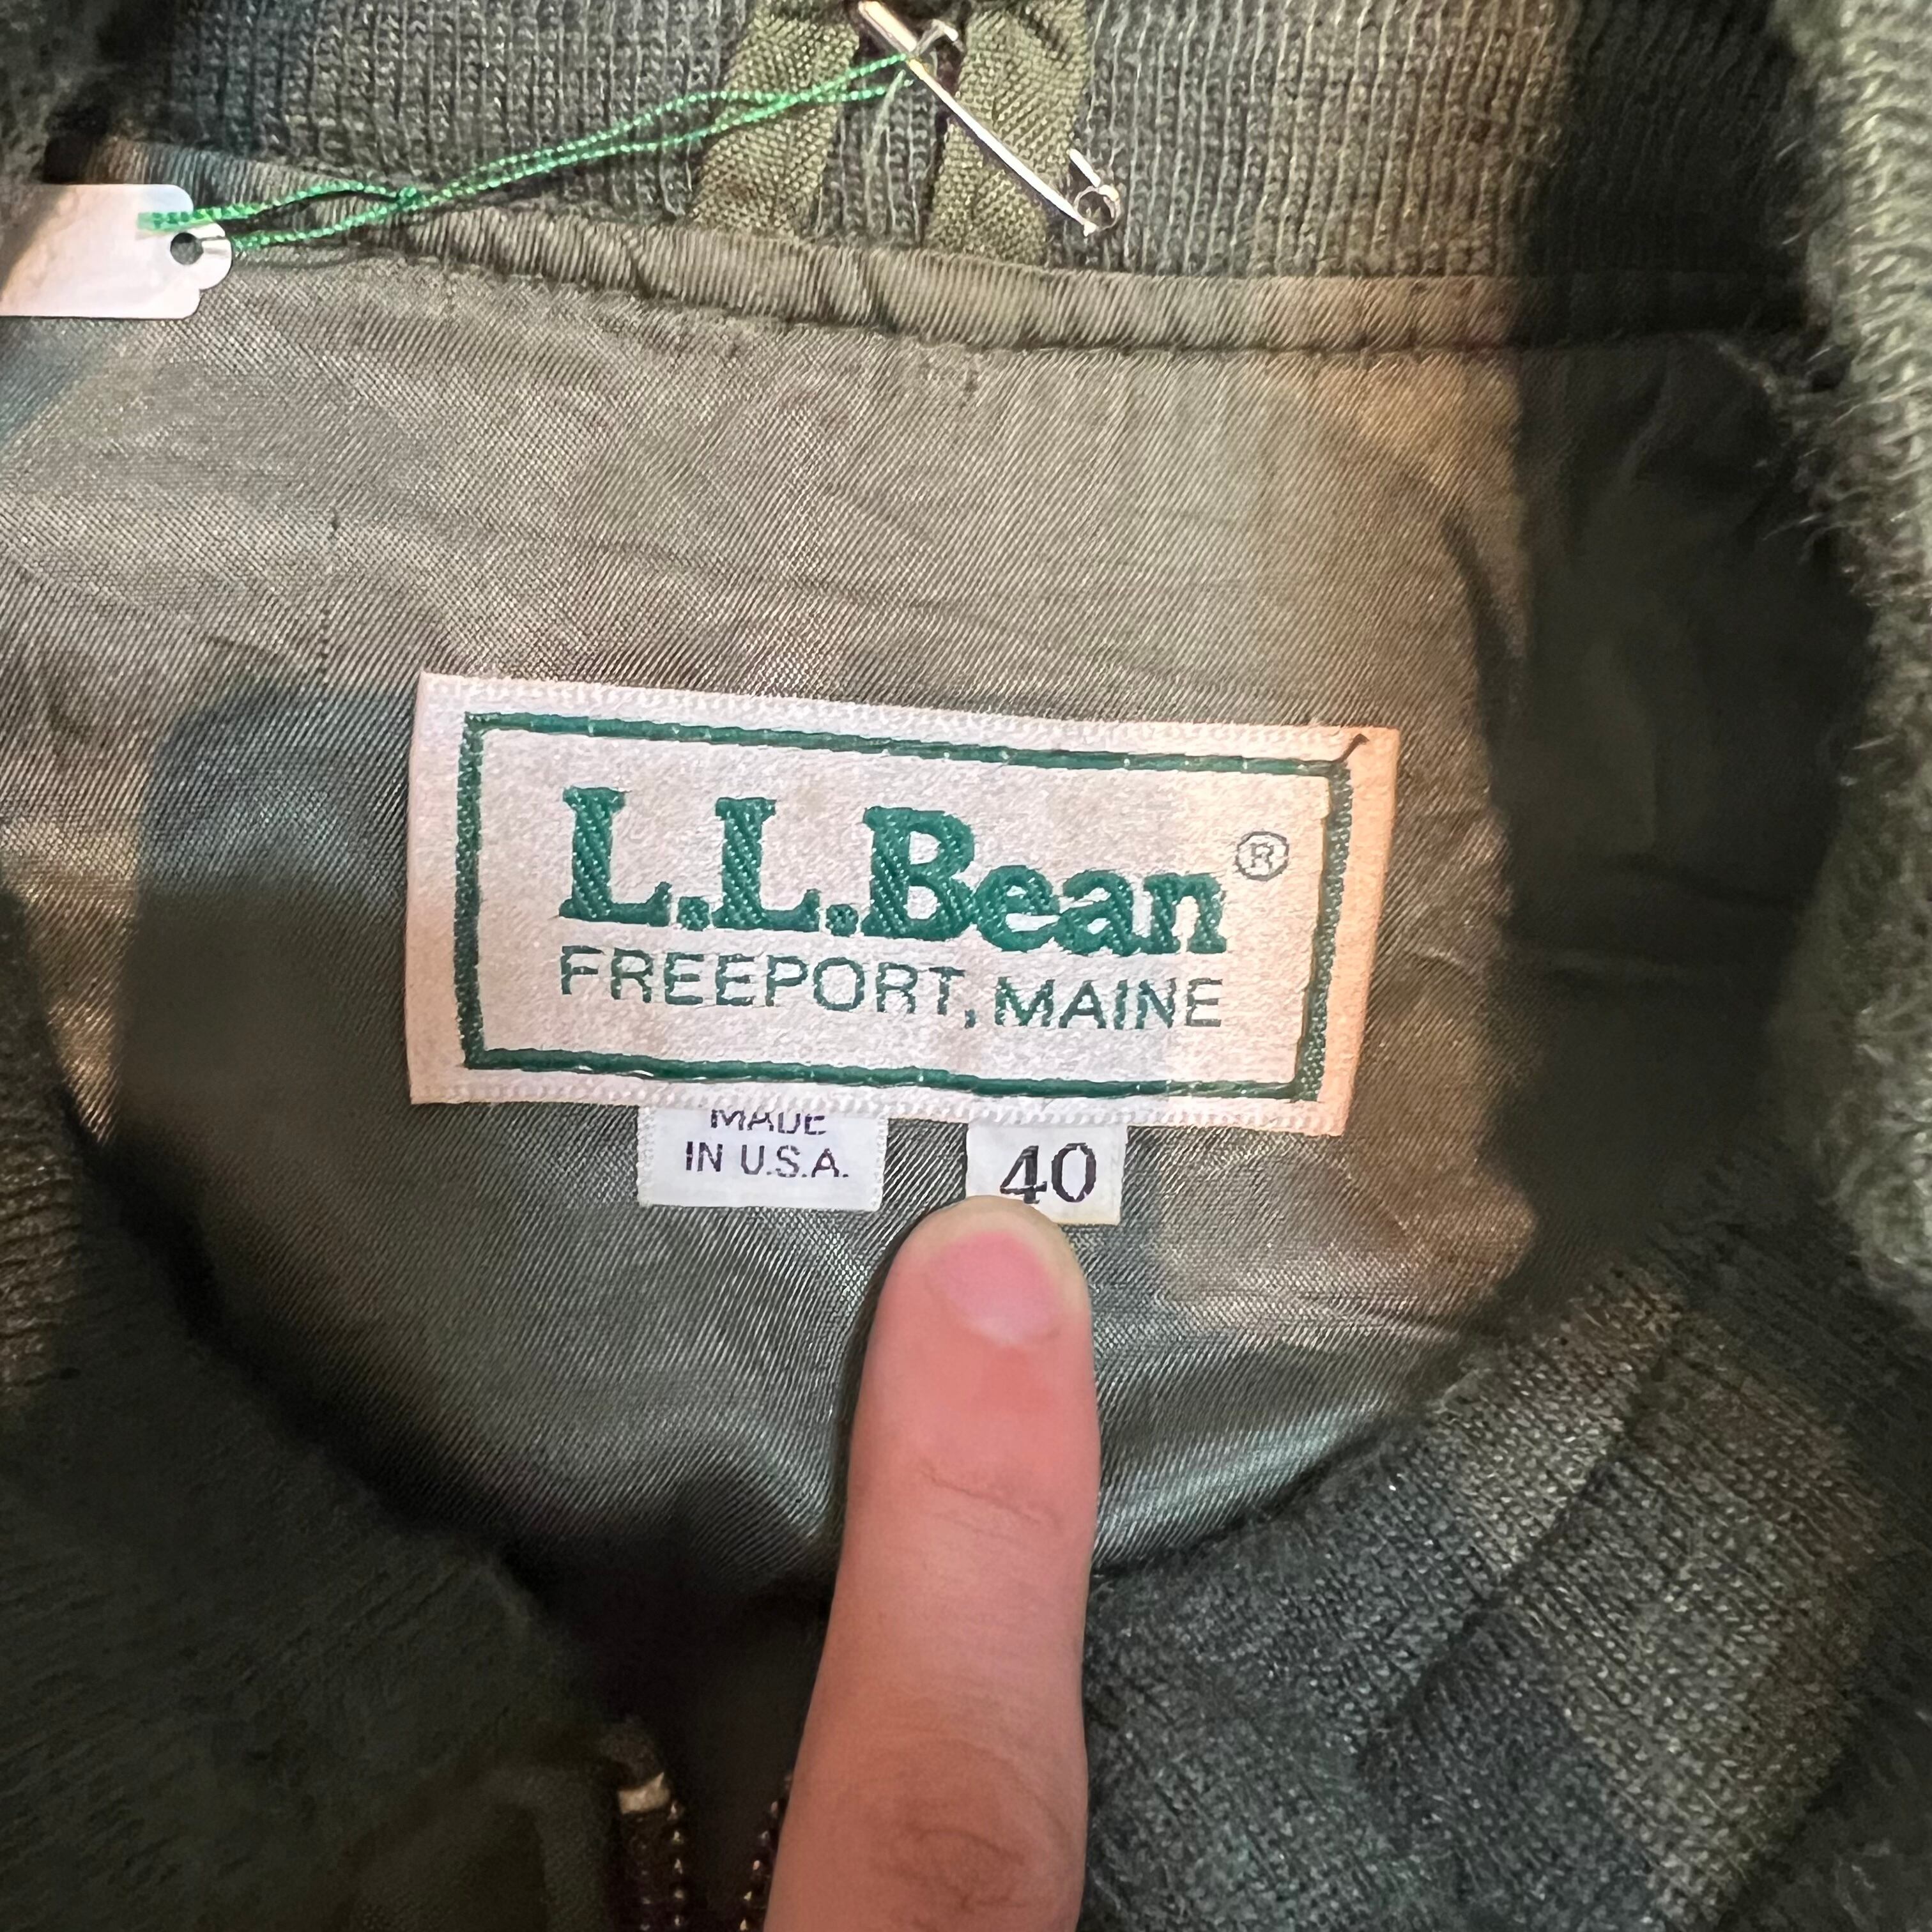 L.L.Bean®
FREEPORT, MAINE
MADE
IN U.S.A.
40